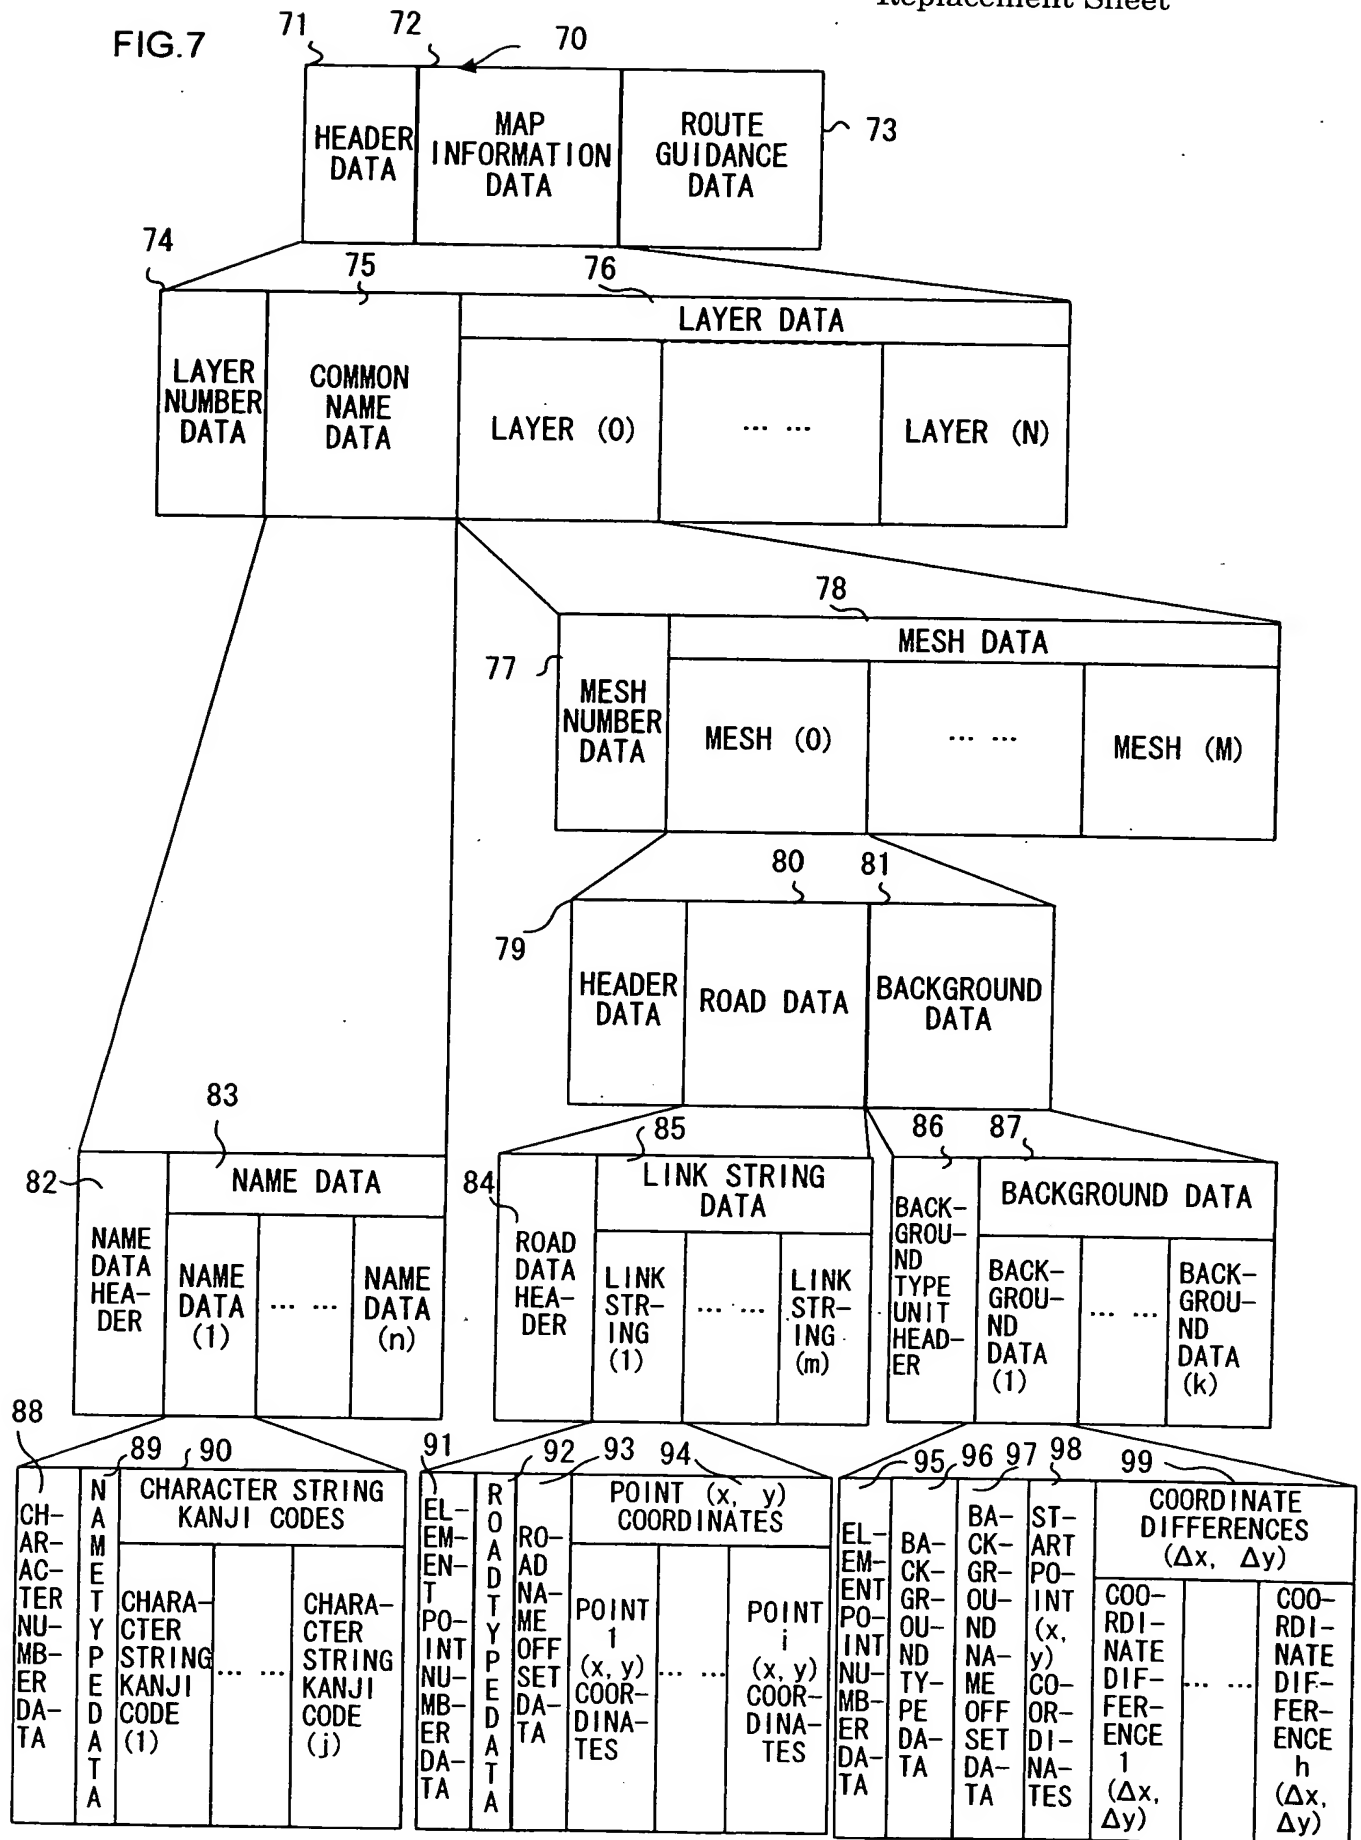 Replacement Sheet
FIG.7
71
72
70
HEADER
DATA
MAP
INFORMATION
DATA
ROUTE
GUIDANCE
DATA
73
74
75
76
LAYER
NUMBER
DATA
COMMON
NAME
DATA
LAYER DATA
LAYER (0)
... ...
LAYER (N)
77
78
MESH
NUMBER
DATA
MESH DATA
MESH (0)
... ...
MESH (M)
79
80
81
HEADER
DATA
ROAD DATA
BACKGROUND
DATA
82
83
NAME
DATA
HEA-
DER
NAME DATA
NAME
DATA
(1)
... ...
NAME
DATA
(n)
84
85
ROAD
DATA
HEA-
DER
LINK STRING
DATA
LINK
STR-
ING
(1)
... ...
LINK
STR-
ING
(m)
86
87
BACK-
GROU-
ND
TYPE
UNIT
HEAD-
ER
BACKGROUND DATA
BACK-
GROU-
ND
DATA
(1)
... ...
BACK-
GROU-
ND
DATA
(k)
88
89
90
CH-
AR-
AC-
TER
NU-
MB-
ER
DA-
TA
N
A
M
E
T
Y
P
E
D
A
T
A
CHARACTER STRING
KANJI CODES
CHARA-
CTER
STRING
KANJI
CODE
(1)
... ...
CHARA-
CTER
STRING
KANJI
CODE
(j)
91
92
93
94
EL-
EM-
EN-
T
PO-
INT
NU-
MB-
ER
DA-
TA
R
O
A
D
T
Y
P
E
D
A
T
A
RO-
AD
NA-
ME
OFF
SET
DA-
TA
POINT (x, y)
COORDINATES
POINT
1
(x, y)
COOR-
DINA-
TES
... ...
POINT
i
(x, y)
COOR-
DINA-
TES
95
96
97
98
99
EL-
EM-
ENT
PO-
INT
NU-
MB-
ER
DA-
TA
BA-
CK-
GR-
OU-
ND
TY-
PE
DA-
TA
BA-
CK-
GR-
OU-
ND
NA-
ME
OFF
SET
DA-
TA
ST-
ART
PO-
INT
(x,
y)
CO-
OR-
DI-
NA-
TES
COORDINATE
DIFFERENCES
(Δx, Δy)
COO-
RDI-
NATE
DIF-
FER-
ENCE
1
(Δx,
Δy)
... ...
COO-
RDI-
NATE
DIF-
FER-
ENCE
h
(Δx,
Δy)